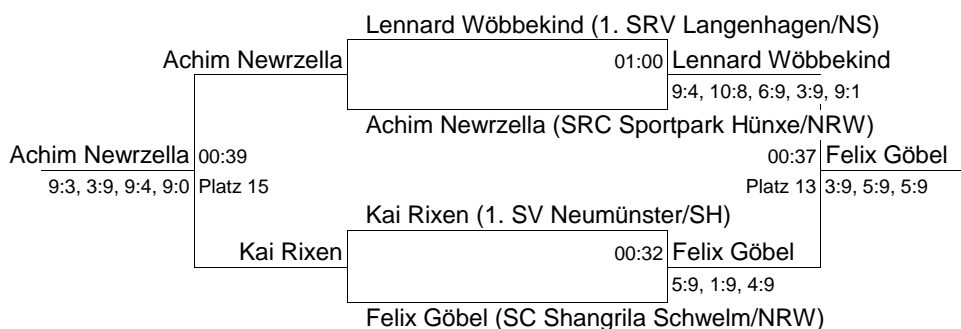 Lennard Wöbbekind (1. SRV Langenhagen/NS)
Achim Newrzella 01:00 Lennard Wöbbekind
9:4, 10:8, 6:9, 3:9, 9:1
Achim Newrzella (SRC Sportpark Hünxe/NRW)
Achim Newrzella 00:39 00:37 Felix Göbel
9:3, 3:9, 9:4, 9:0 Platz 15 Platz 13 3:9, 5:9, 5:9
Kai Rixen (1. SV Neumünster/SH)
Kai Rixen 00:32 Felix Göbel
5:9, 1:9, 4:9
Felix Göbel (SC Shangrila Schwelm/NRW)